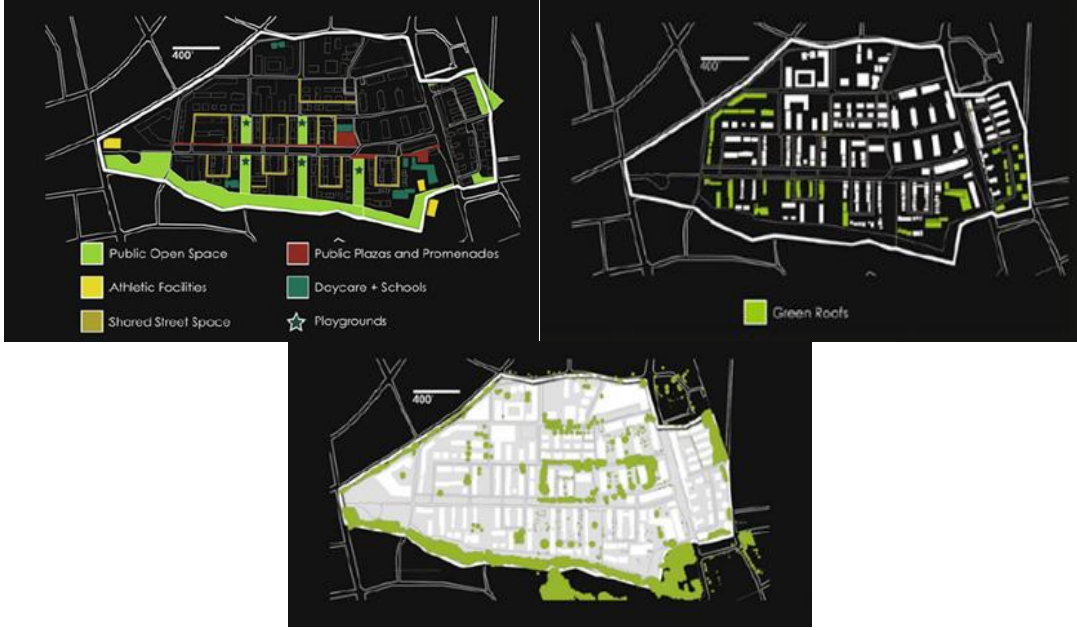 400'
Public Open Space
Public Plazas and Promenades
Athletic Facilities
Daycare + Schools
Shared Street Space
Playgrounds
400'
Green Roofs
400'